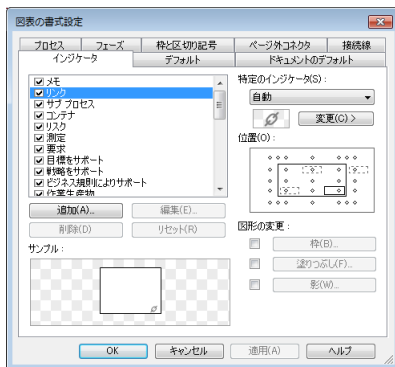 図表の書式設定
プロセス フェーズ 枠と区切り記号 ページ外コネクタ 接続線
インジケータ デフォルト ドキュメントのデフォルト
メモ
リンク
サブ プロセス
コンテナ
リスク
測定
要求
目標をサポート
戦略をサポート
ビジネス規則によりサポート
作業生産物
追加(A)... 編集(E)...
削除(D) リセット(R)
サンプル:
特定のインジケータ(S):
自動
変更(C) >
位置(O):
図形の変更:
枠(B)...
塗りつぶし(F)...
影(W)...
OK キャンセル 適用(A) ヘルプ